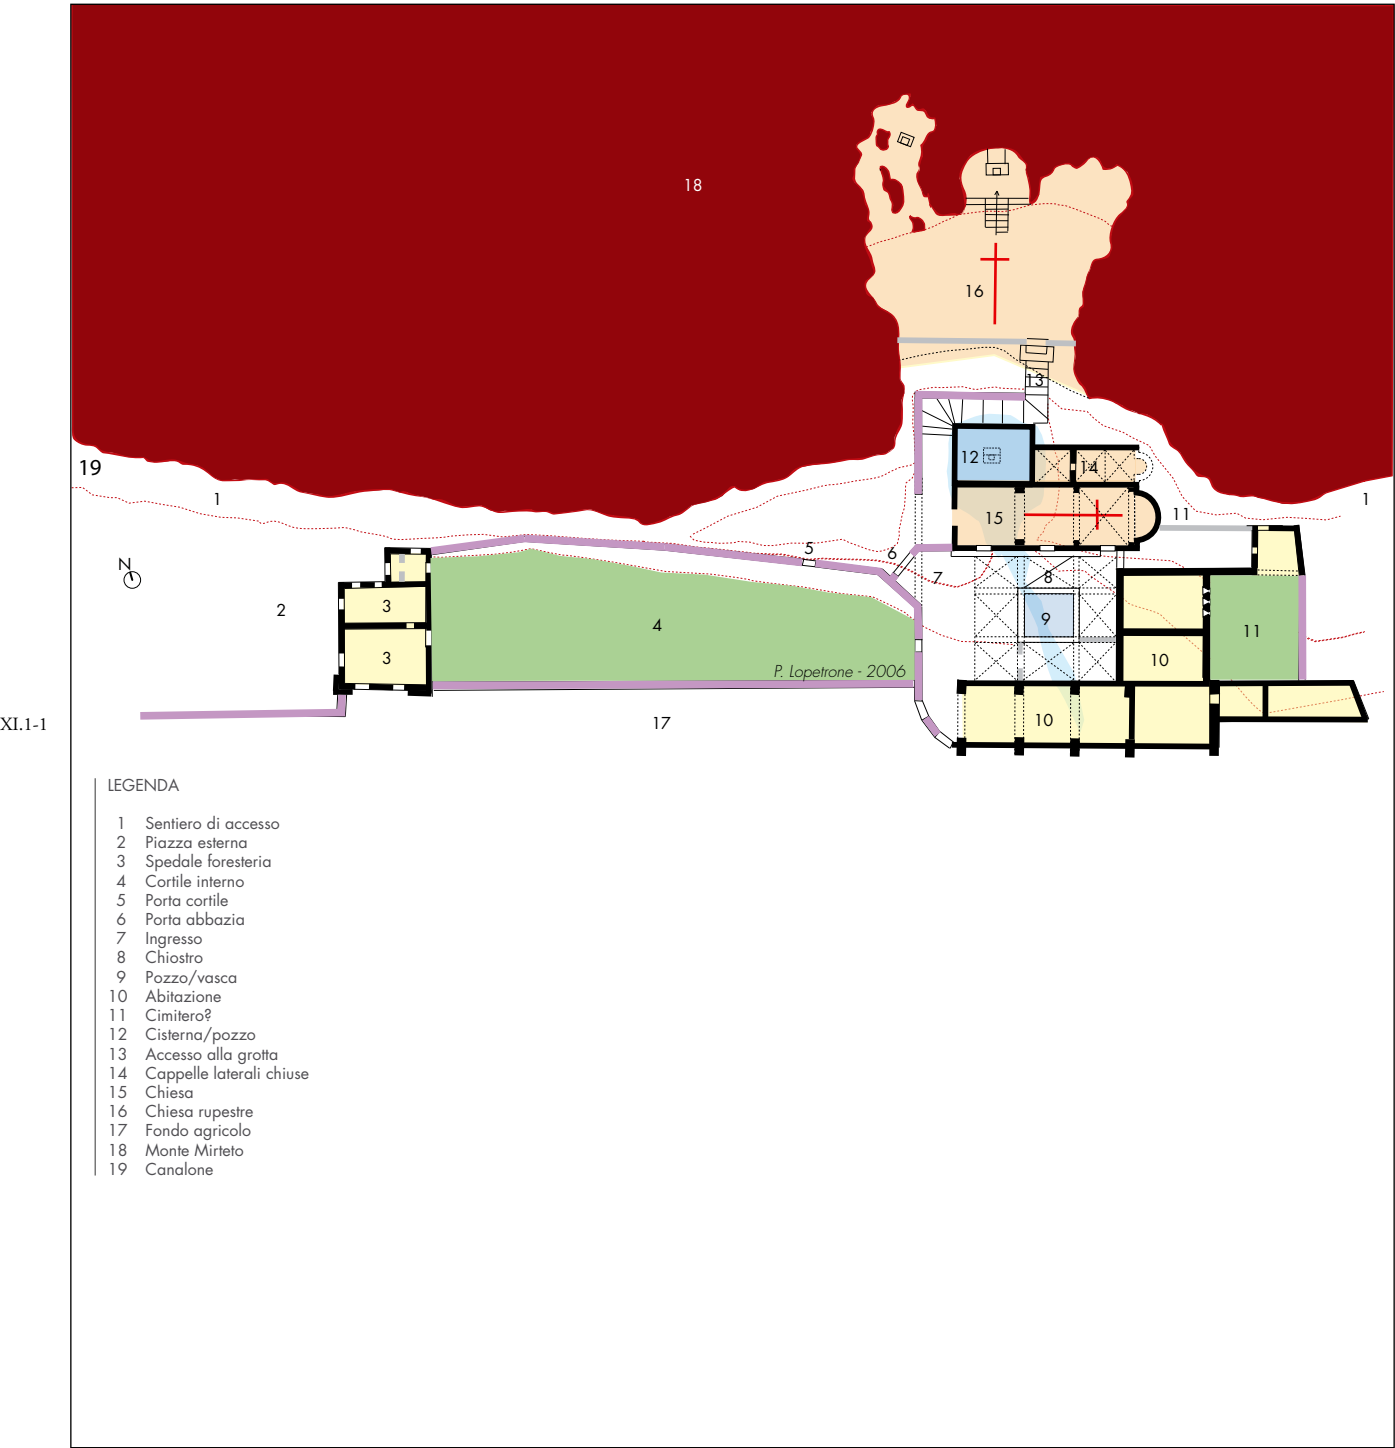 18
16
13
19
12
14
1
1
15
11
5
6
N
7
8
2
3
9
4
11
3
10
P. Lopetrone - 2006
XI.1-1
17
10
LEGENDA
1 Sentiero di accesso
2 Piazza esterna
3 Spedale foresteria
4 Cortile interno
5 Porta cortile
6 Porta abbazia
7 Ingresso
8 Chiostro
9 Pozzo/vasca
10 Abitazione
11 Cimitero?
12 Cisterna/pozzo
13 Accesso alla grotta
14 Cappelle laterali chiuse
15 Chiesa
16 Chiesa rupestre
17 Fondo agricolo
18 Monte Mirteto
19 Canalone